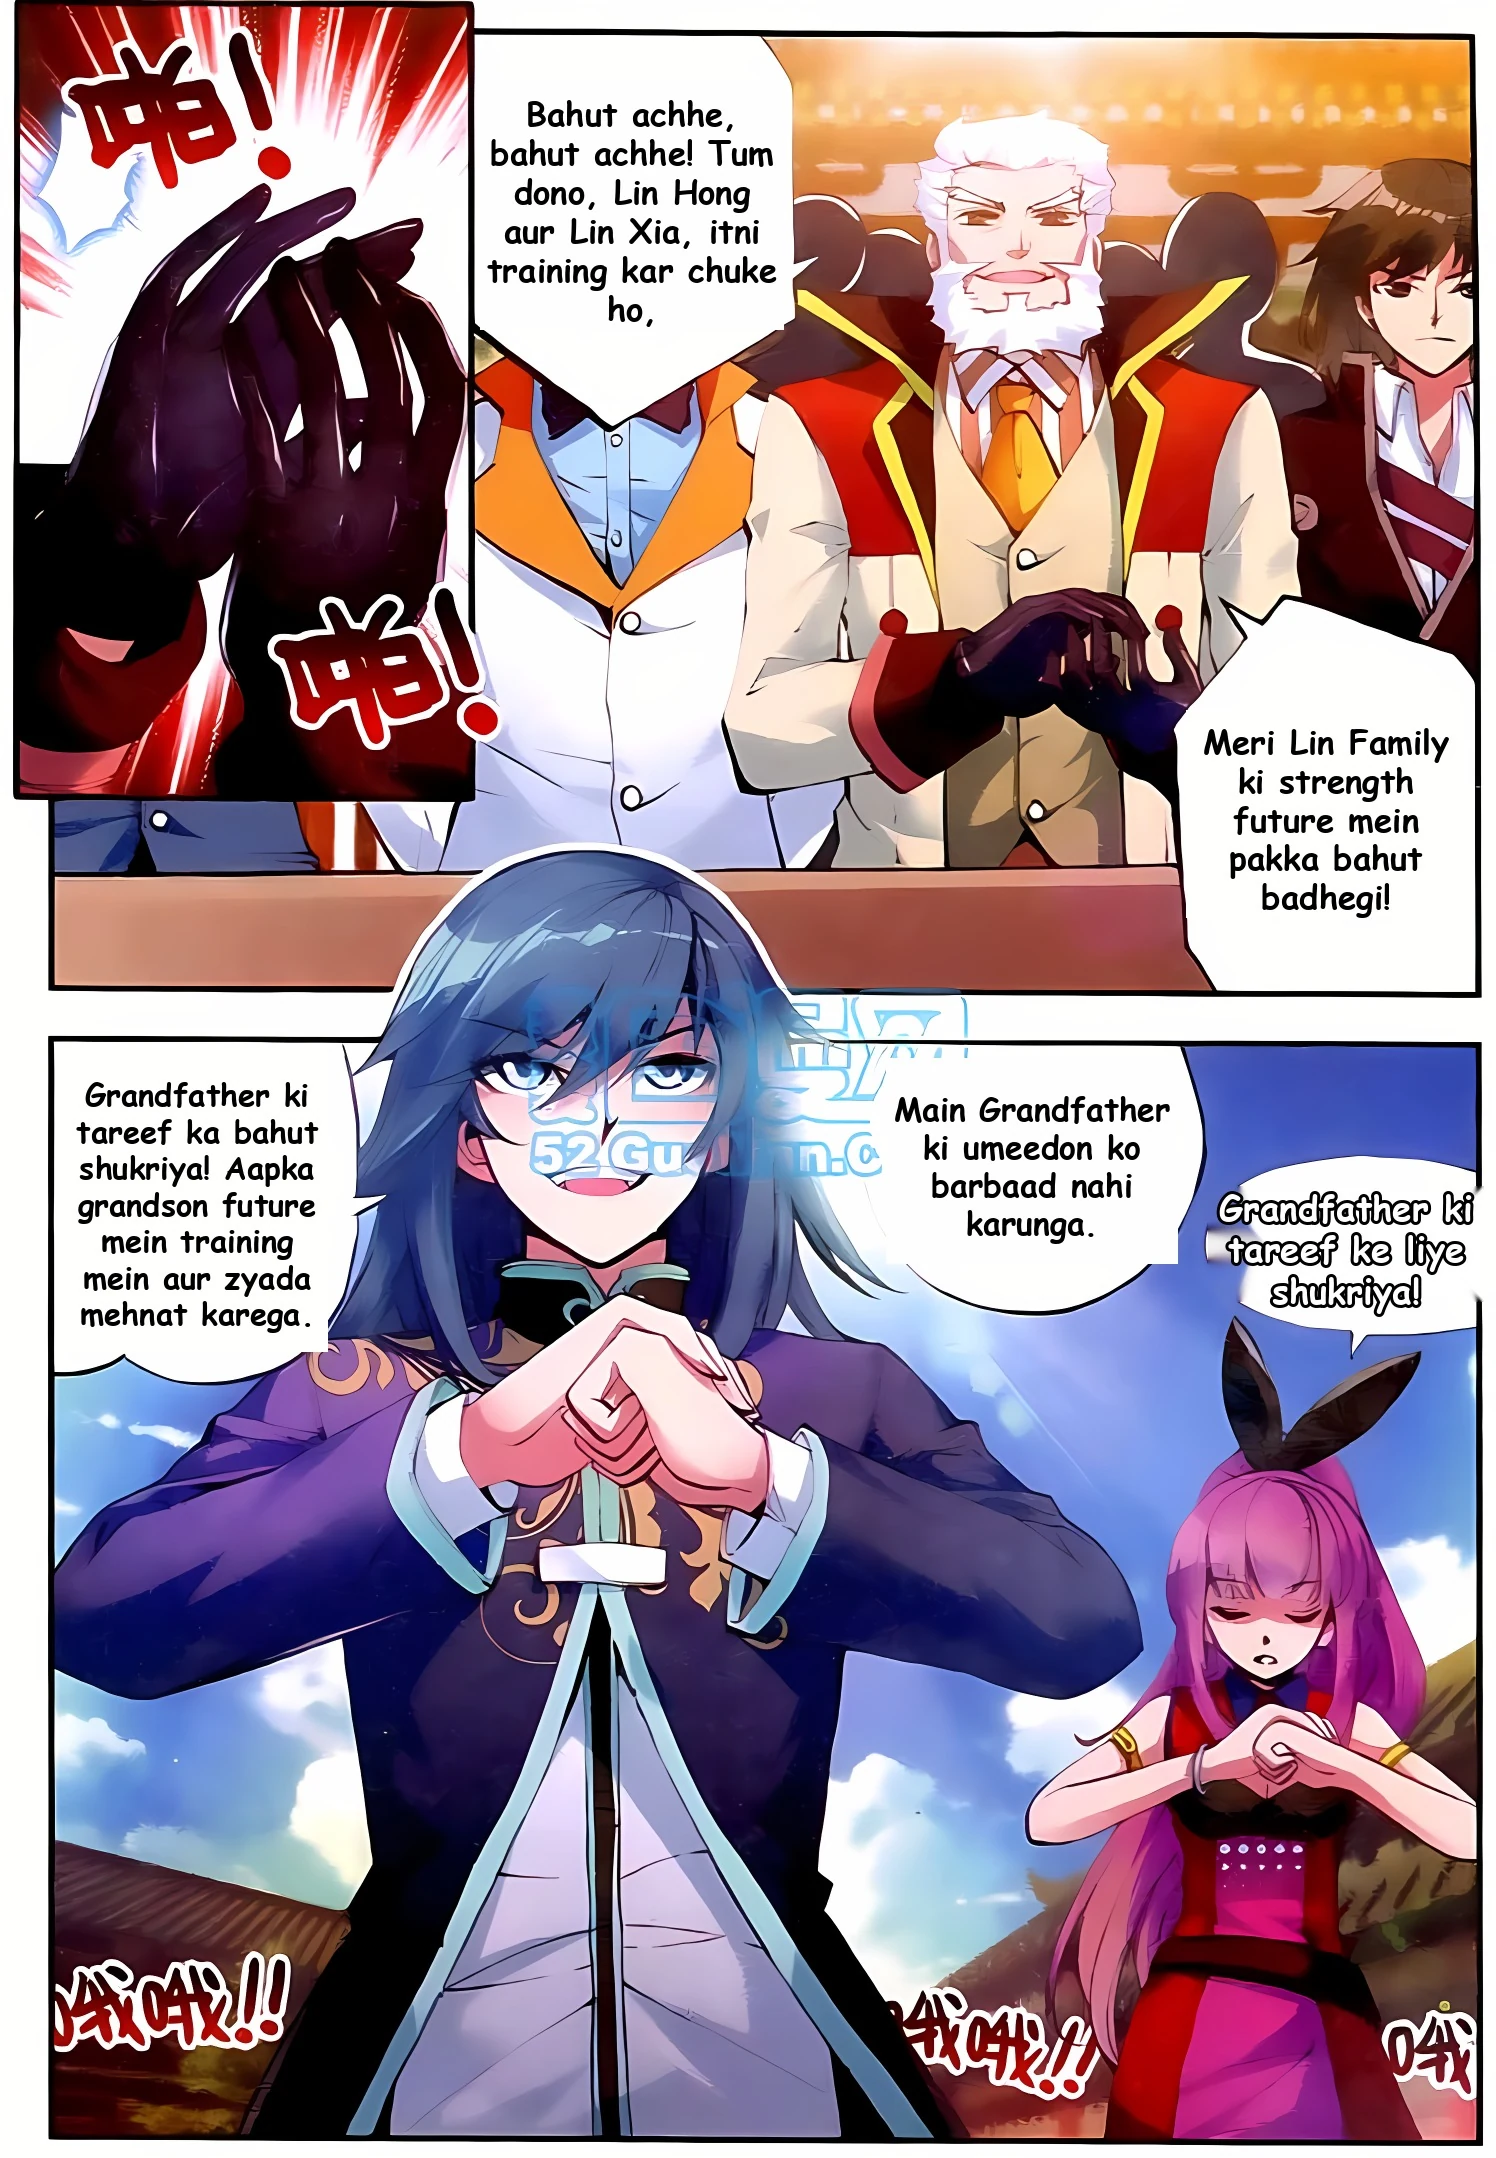 啪!
Bahut achhe,
bahut achhe! Tum
dono, Lin Hong
aur Lin Xia, itni
training kar chuke
ho,
啪!
Meri Lin Family
ki strength
future mein
pakka bahut
badhegi!
Grandfather ki
tareef ka bahut
shukriya! Aapka
grandson future
mein training
mein aur zyada
mehnat karega.
52
Main Grandfather
ki umeedon ko
barbaad nahi
karunga.
Grandfather ki
tareef ke liye
shukriya!